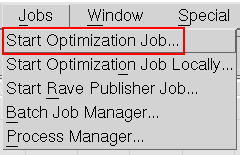 Jobs Window Special
Start Optimization Job...
Start Optimization Job Locally...
Start Rave Publisher Job...
Batch Job Manager...
Process Manager...